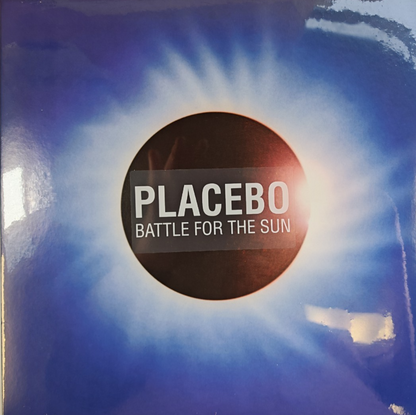 PLACEBO
BATTLE FOR THE SUN